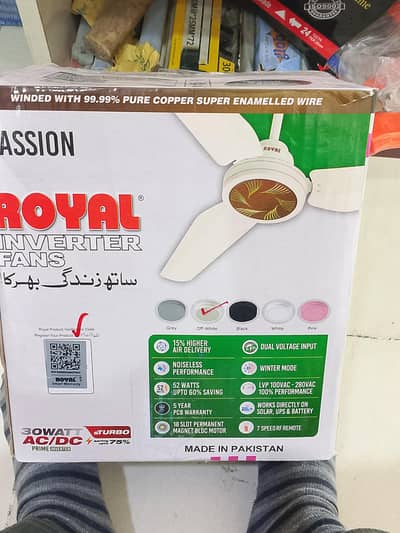 WINDED WITH 99.99% PURE COPPER SUPER ENAMELLED WIRE
ASSION
ROYAL
ROYAL®
INVERTER
FANS
ساتھ زندگی بھر کا
Grey
Off-White
Black
White
Pink
15% HIGHER
AIR DELIVERY
DUAL VOLTAGE INPUT
NOISELESS
PERFORMANCE
WINTER MODE
52 WATTS
UPTO 60% SAVING
LVP 100VAC - 280VAC
100% PERFORMANCE
5 YEAR
PCB WARRANTY
WORKS DIRECTLY ON
SOLAR, UPS & BATTERY
18 SLOT PERMANENT
MAGNET BLDC MOTOR
7 SPEED RF REMOTE
ROYAL
30WATT
TURBO
AC/DC
75%
PRIME INVERTER
MADE IN PAKISTAN